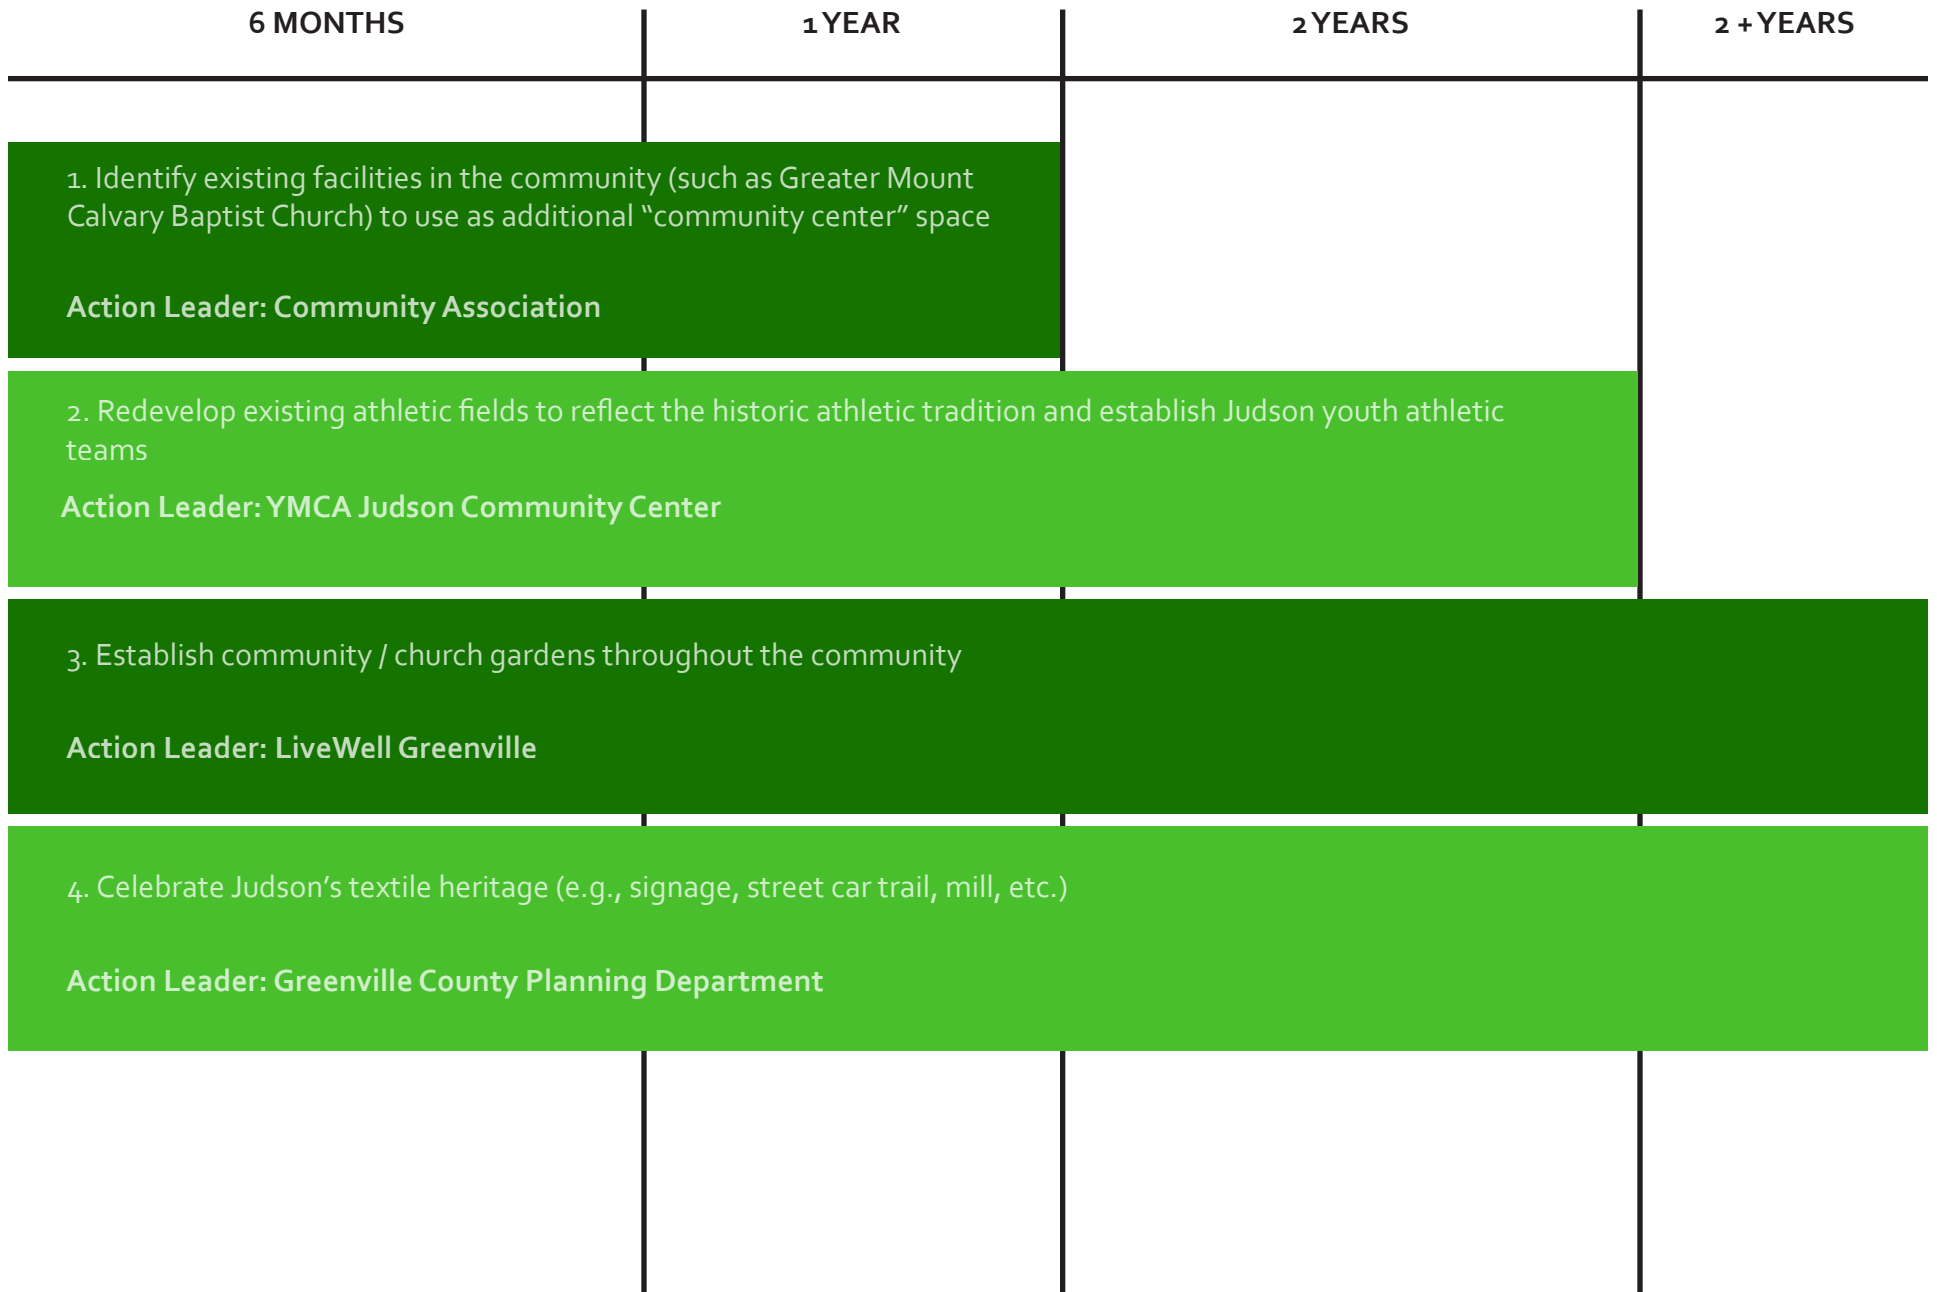 6 MONTHS 1 YEAR 2 YEARS 2 + YEARS
1. Identify existing facilities in the community (such as Greater Mount
Calvary Baptist Church) to use as additional “community center” space
Action Leader: Community Association
2. Redevelop existing athletic fields to reflect the historic athletic tradition and establish Judson youth athletic
teams
Action Leader: YMCA Judson Community Center
3. Establish community / church gardens throughout the community
Action Leader: LiveWell Greenville
4. Celebrate Judson’s textile heritage (e.g., signage, street car trail, mill, etc.)
Action Leader: Greenville County Planning Department